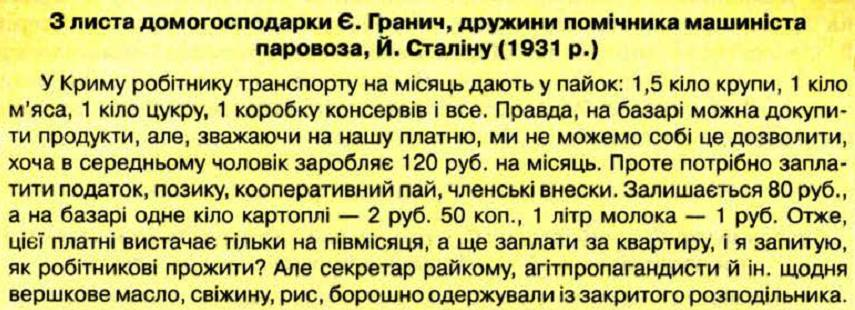 З листа домогосподарки Є. Гранич, дружини помічника машиніста
паровоза, Й. Сталіну (1931 р.)
У Криму робітнику транспорту на місяць дають у пайок: 1,5 кіло крупи, 1 кіло
м’яса, 1 кіло цукру, 1 коробку консервів і все. Правда, на базарі можна докупи-
ти продукти, але, зважаючи на нашу платню, ми не можемо собі це дозволити,
хоча в середньому чоловік заробляє 120 руб. на місяць. Проте потрібно запла-
тити податок, позику, кооперативний пай, членські внески. Залишається 80 руб.,
а на базарі одне кіло картоплі — 2 руб. 50 коп., 1 літр молока — 1 руб. Отже,
цієї платні вистачає тільки на півмісяця, а ще заплати за квартиру, і я запитую,
як робітникові прожити? Але секретар райкому, агітпропагандисти й ін. щодня
вершкове масло, свіжину, рис, борошно одержували із закритого розподільника.